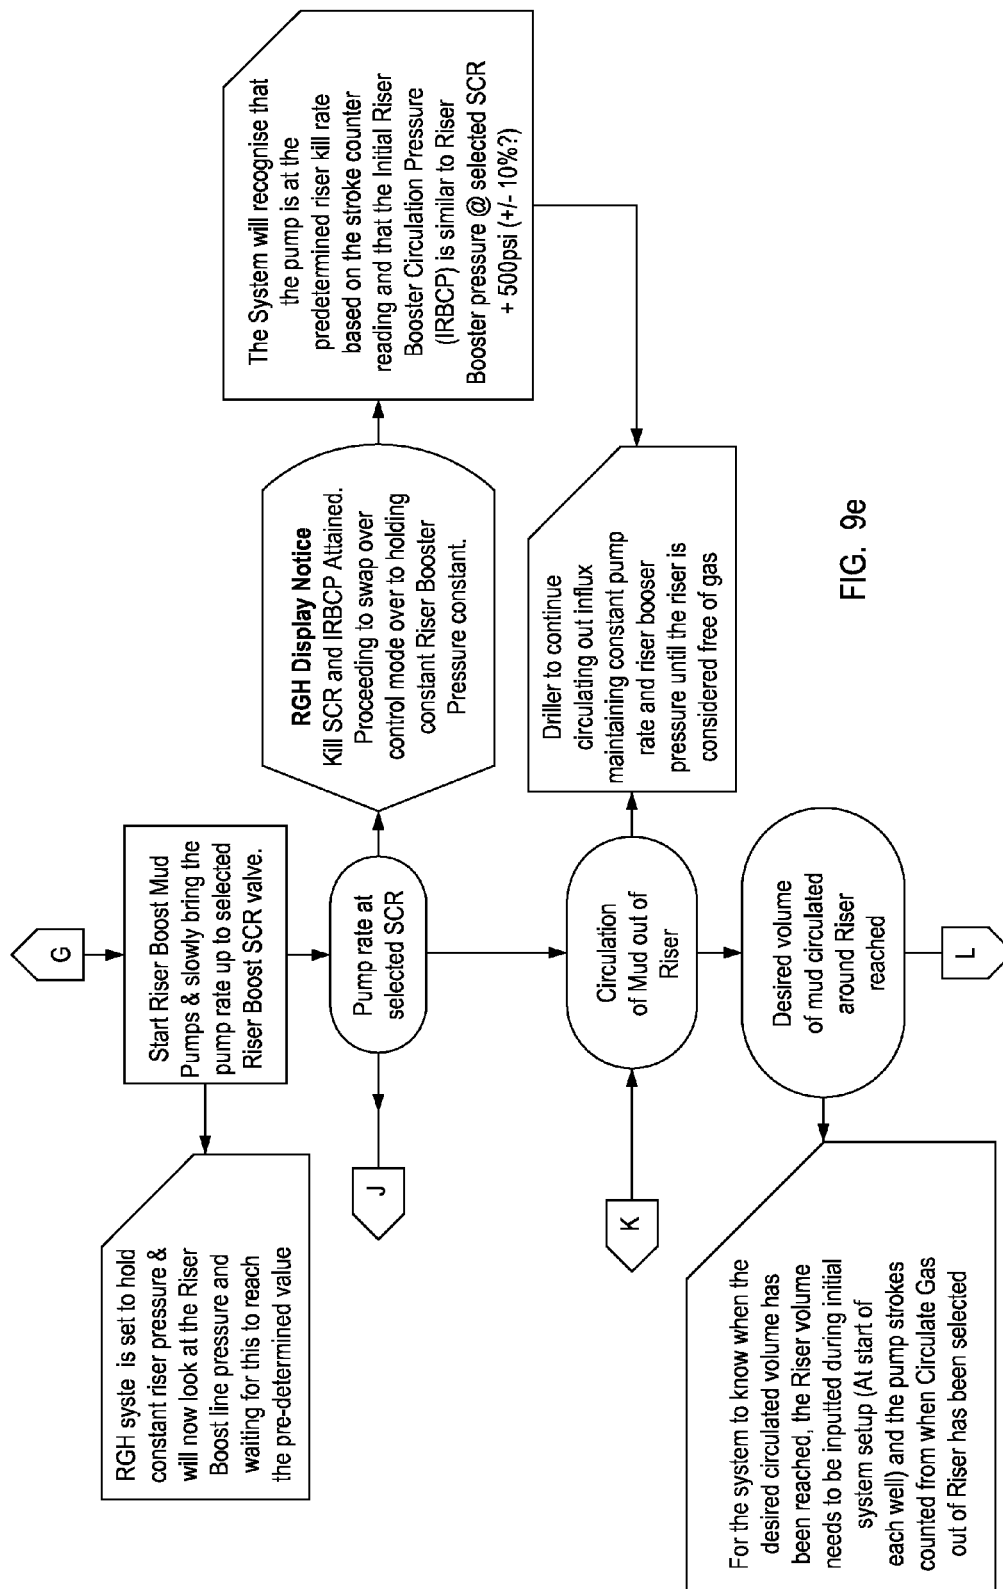 G
Start Riser Boost Mud
Pumps & slowly bring the
pump rate up to selected
Riser Boost SCR valve.
RGH syste is set to hold
constant riser pressure &
will now look at the Riser
Boost line pressure and
waiting for this to reach
the pre-determined value
Pump rate at
selected SCR
J
RGH Display Notice
Kill SCR and IRBCP Attained.
Proceeding to swap over
control mode over to holding
constant Riser Booster
Pressure constant.
The System will recognise that
the pump is at the
predetermined riser kill rate
based on the stroke counter
reading and that the Initial Riser
Booster Circulation Pressure
(IRBCP) is similar to Riser
Booster pressure @ selected SCR
+ 500psi (+/- 10%?)
K
Circulation
of Mud out of
Riser
Driller to continue
circulating out influx
maintaining constant pump
rate and riser booser
pressure until the riser is
considered free of gas
Desired volume
of mud circulated
around Riser
reached
For the system to know when the
desired circulated volume has
been reached, the Riser volume
needs to be inputted during initial
system setup (At start of
each well) and the pump strokes
counted from when Circulate Gas
out of Riser has been selected
L
FIG. 9e